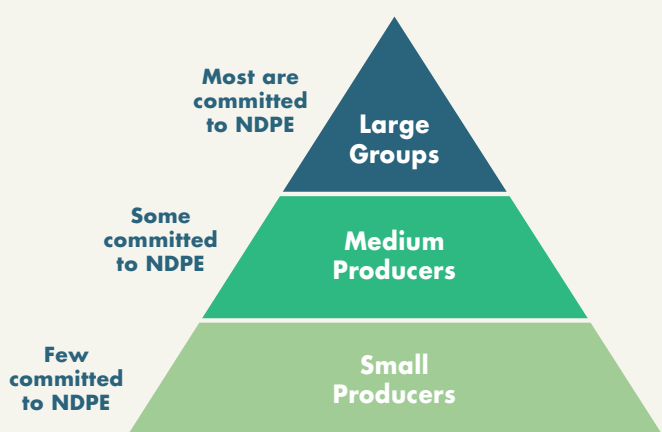 Most are
committed
to NDPE
Large
Groups
Some
committed
to NDPE
Medium
Producers
Few
committed
to NDPE
Small
Producers